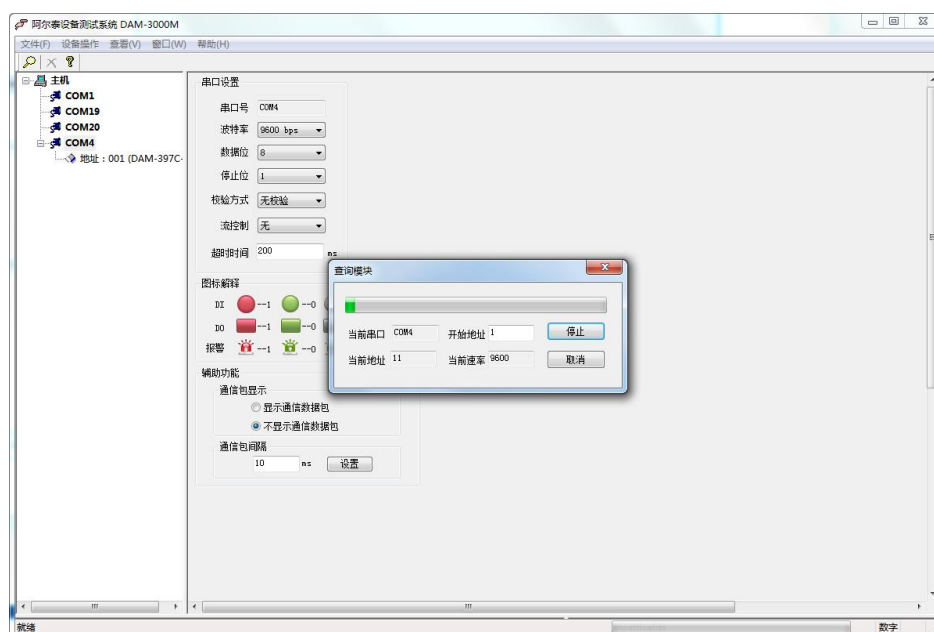 阿尔泰设备测试系统 DAM-3000M
文件(F) 设备操作 查看(V) 窗口(W) 帮助(H)
主机
COM1
COM19
COM20
COM4
地址：001 (DAM-397C-
串口设置
串口号 COM4
波特率 9600 bps
数据位 8
停止位 1
校验方式 无校验
流控制 无
超时时间 200 ms
图标解释
DI --1 --0
DO --1 --0
报警 --1 --0
辅助功能
通信包显示
显示通信数据包
不显示通信数据包
通信包间隔
10 ms 设置
查询模块
当前串口 COM4 开始地址 1 停止
当前地址 11 当前速率 9600 取消
就绪 数字